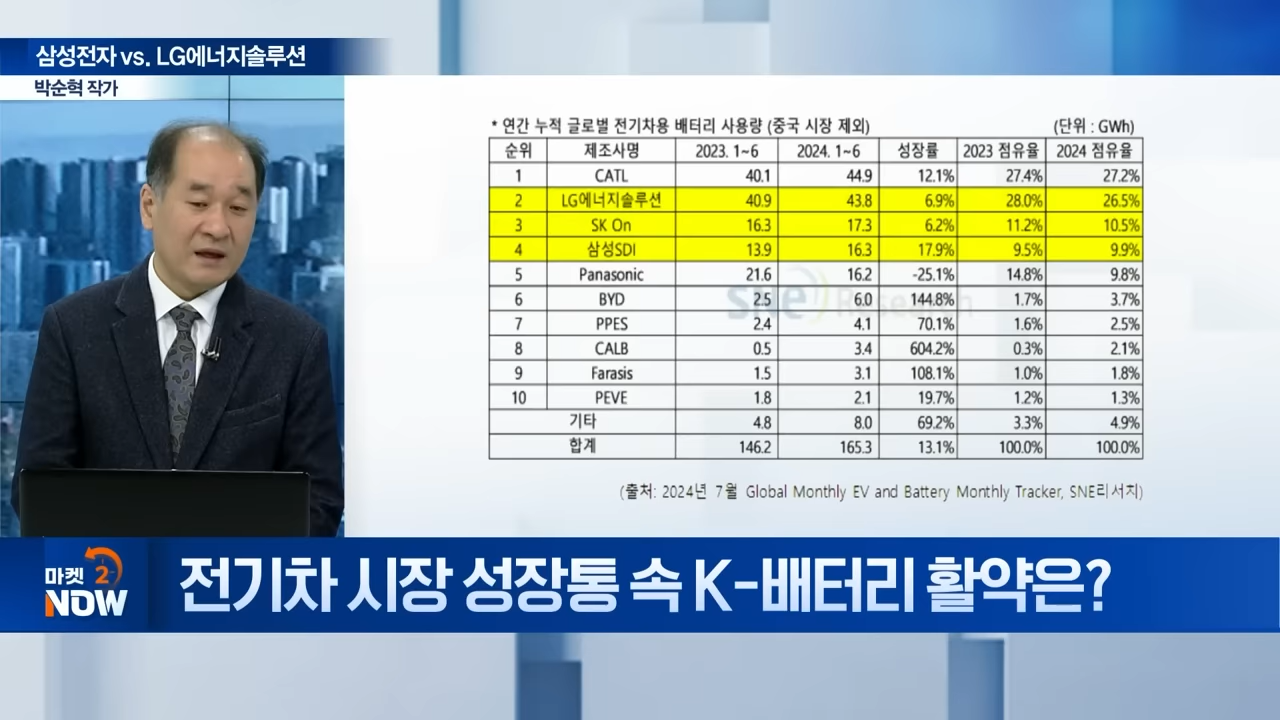 삼성전자 vs. LG에너지솔루션
박순혁 작가
* 연간 누적 글로벌 전기차용 배터리 사용량 (중국 시장 제외) (단위 : GWh)
순위 제조사명 2023. 1~6 2024. 1~6 성장률 2023 점유율 2024 점유율
1 CATL 40.1 44.9 12.1% 27.4% 27.2%
2 LG에너지솔루션 40.9 43.8 6.9% 28.0% 26.5%
3 SK On 16.3 17.3 6.2% 11.2% 10.5%
4 삼성SDI 13.9 16.3 17.9% 9.5% 9.9%
5 Panasonic 21.6 16.2 -25.1% 14.8% 9.8%
6 BYD 2.5 6.0 144.8% 1.7% 3.7%
7 PPES 2.4 4.1 70.1% 1.6% 2.5%
8 CALB 0.5 3.4 604.2% 0.3% 2.1%
9 Farasis 1.5 3.1 108.1% 1.0% 1.8%
10 PEVE 1.8 2.1 19.7% 1.2% 1.3%
기타 4.8 8.0 69.2% 3.3% 4.9%
합계 146.2 165.3 13.1% 100.0% 100.0%
SNe Research
(출처: 2024년 7월 Global Monthly EV and Battery Monthly Tracker, SNE리서치)
마켓 2
NOW
전기차 시장 성장통 속 K-배터리 활약은?